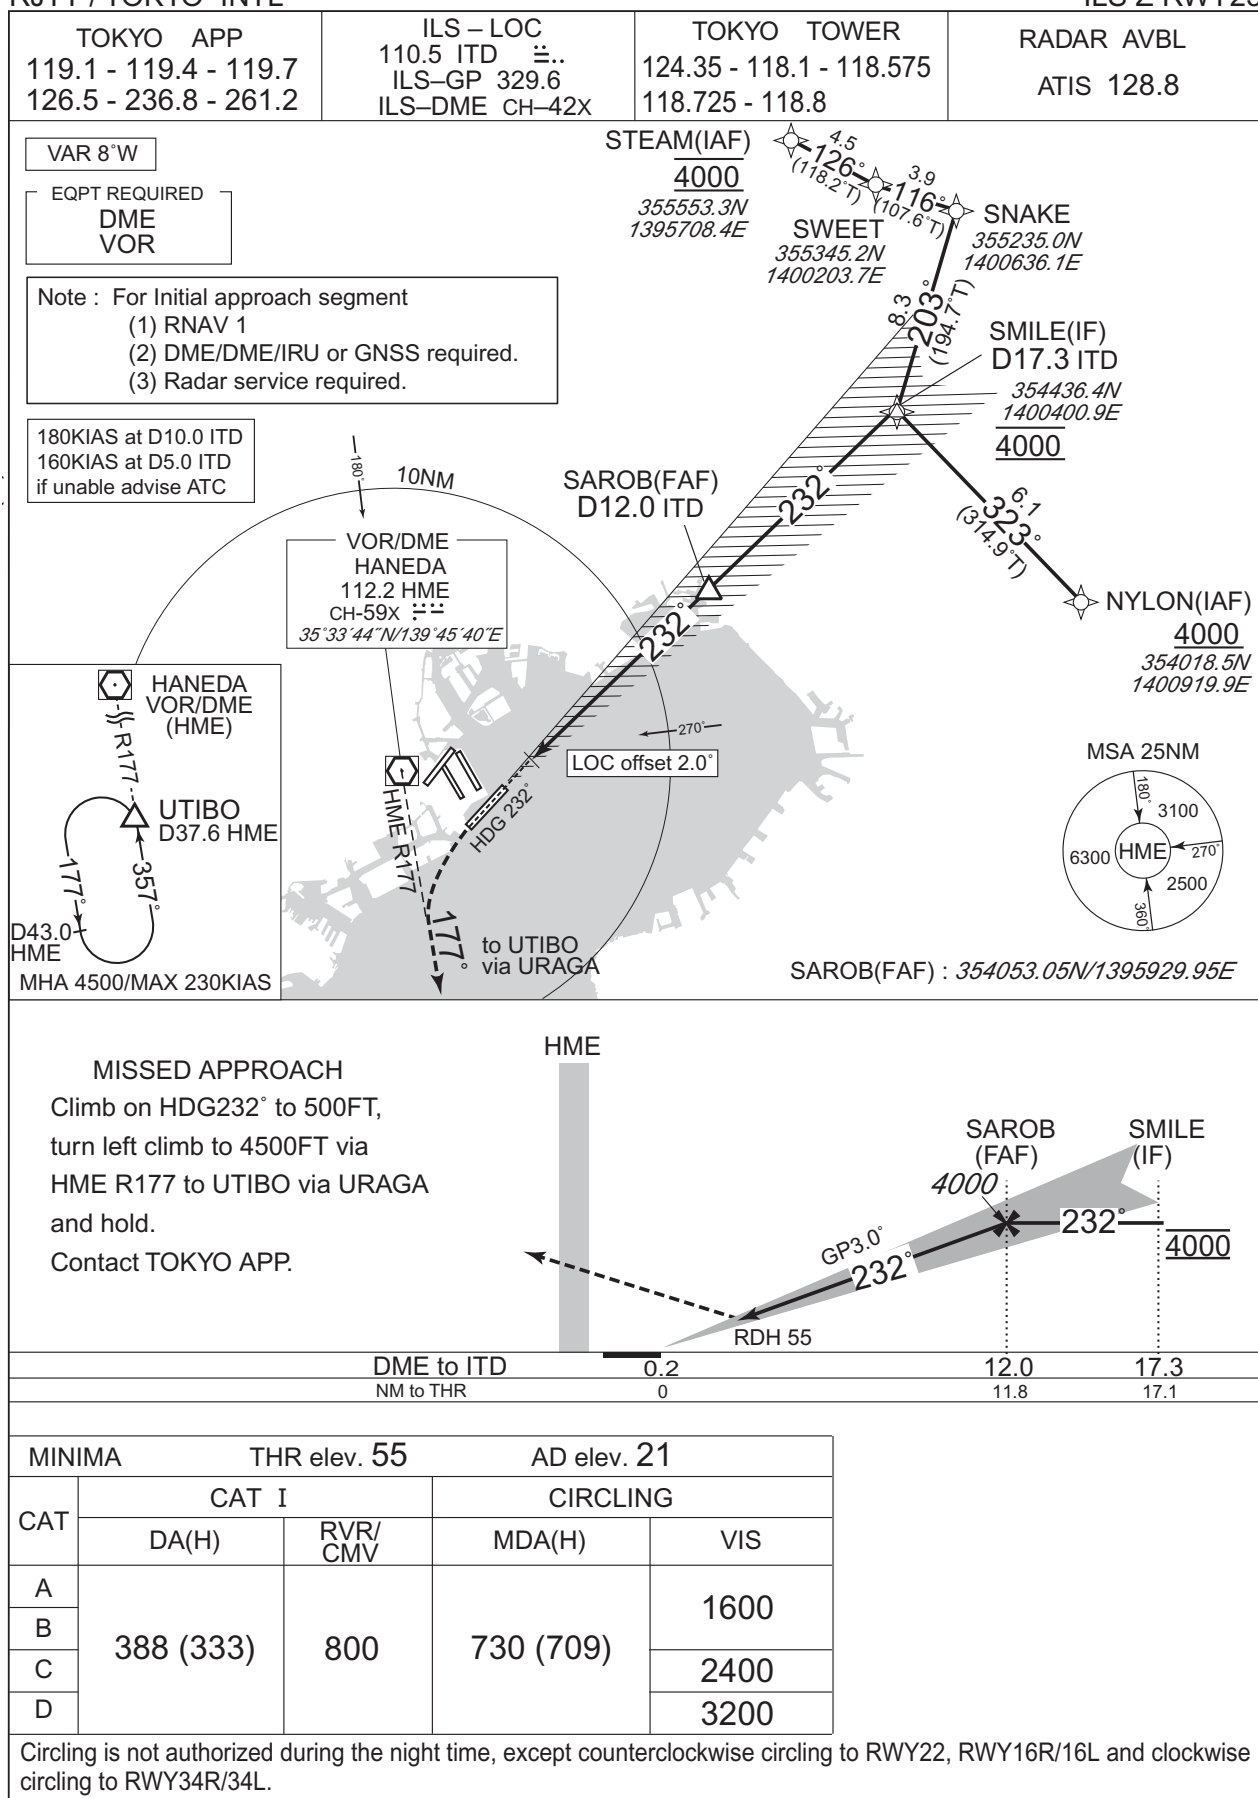 TOKYO APP
119.1 - 119.4 - 119.7
126.5 - 236.8 - 261.2
ILS – LOC
110.5 ITD
ILS–GP 329.6
ILS–DME CH–42X
TOKYO TOWER
124.35 - 118.1 - 118.575
118.725 - 118.8
RADAR AVBL
ATIS 128.8
VAR 8°W
EQPT REQUIRED
DME
VOR
Note : For Initial approach segment
(1) RNAV 1
(2) DME/DME/IRU or GNSS required.
(3) Radar service required.
180KIAS at D10.0 ITD
160KIAS at D5.0 ITD
if unable advise ATC
STEAM(IAF)
4000
355553.3N
1395708.4E
4.5
126°
(118.2°T)
3.9
116°
(107.6°T)
SWEET
355345.2N
1400203.7E
SNAKE
355235.0N
1400636.1E
8.3
203°
(194.7°T)
SMILE(IF)
D17.3 ITD
354436.4N
1400400.9E
4000
6.1
323°
(314.9°T)
NYLON(IAF)
4000
354018.5N
1400919.9E
SAROB(FAF)
D12.0 ITD
232°
232°
180°
10NM
VOR/DME
HANEDA
112.2 HME
CH-59X
35°33′44″N/139°45′40″E
270°
LOC offset 2.0°
HDG 232°
HME R177
177°
to UTIBO
via URAGA
HANEDA
VOR/DME
(HME)
R177
UTIBO
D37.6 HME
177°
357°
D43.0
HME
MHA 4500/MAX 230KIAS
MSA 25NM
180°
3100
6300
HME
270°
2500
360°
SAROB(FAF) : 354053.05N/1395929.95E
MISSED APPROACH
Climb on HDG232° to 500FT,
turn left climb to 4500FT via
HME R177 to UTIBO via URAGA
and hold.
Contact TOKYO APP.
HME
SAROB
(FAF)
SMILE
(IF)
4000
232°
4000
GP3.0°
232°
RDH 55
DME to ITD 0.2 12.0 17.3
NM to THR 0 11.8 17.1
MINIMA THR elev. 55 AD elev. 21
CAT
CAT I
CIRCLING
DA(H)
RVR/
CMV
MDA(H)
VIS
A
B
C
D
388 (333)
800
730 (709)
1600
2400
3200
Circling is not authorized during the night time, except counterclockwise circling to RWY22, RWY16R/16L and clockwise
circling to RWY34R/34L.